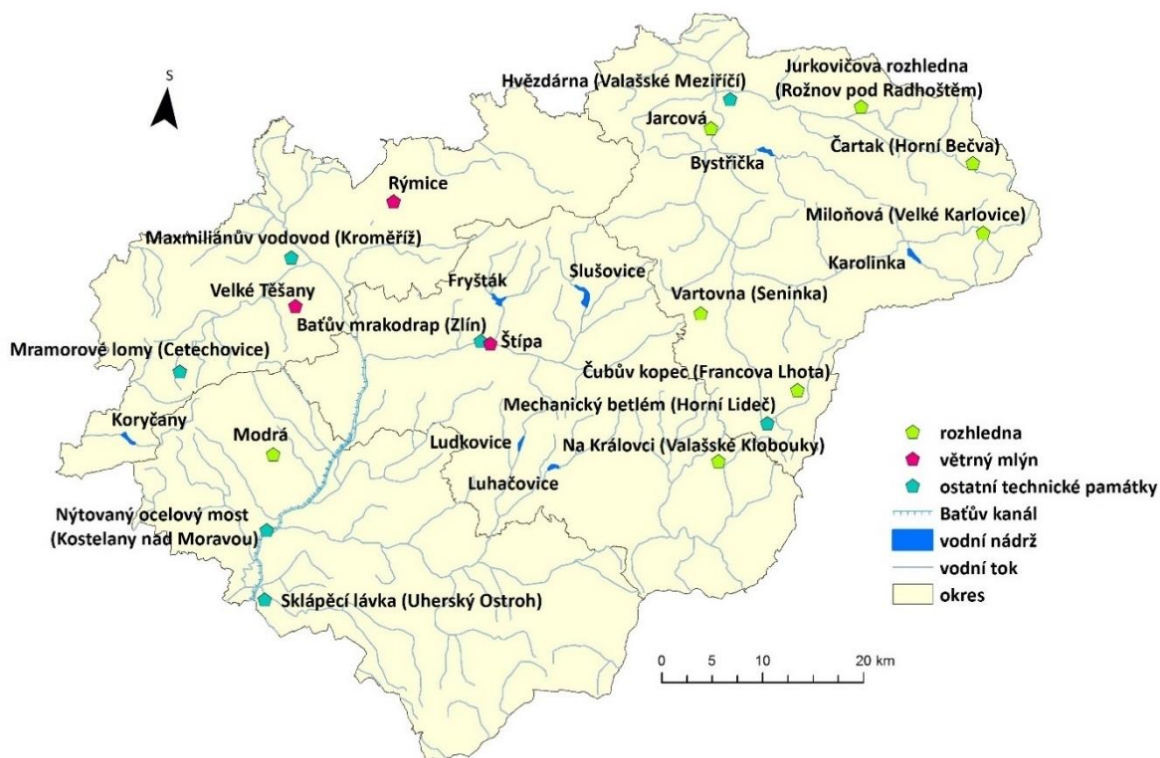 S
Hvězdárna (Valašské Meziříčí)
Jurkovičova rozhledna
(Rožnov pod Radhoštěm)
Jarcová
Čartak (Horní Bečva)
Bystřička
Rýmice
Miloňová (Velké Karlovice)
Maxmiliánův vodovod (Kroměříž)
Karolinka
Fryšták
Slušovice
Velké Těšany
Vartovna (Seninka)
Baťův mrakodrap (Zlín)
Štípa
Mramorové lomy (Cetechovice)
Čubův kopec (Francova Lhota)
Mechanický betlém (Horní Lideč)
Koryčany
Modrá
Ludkovice
Na Královci (Valašské Klobouky)
Luhačovice
Nýtovaný ocelový most
(Kostelany nad Moravou)
Sklápěcí lávka (Uherský Ostroh)
rozhledna
větrný mlýn
ostatní technické památky
Baťův kanál
vodní nádrž
vodní tok
okres
0 5 10 20 km